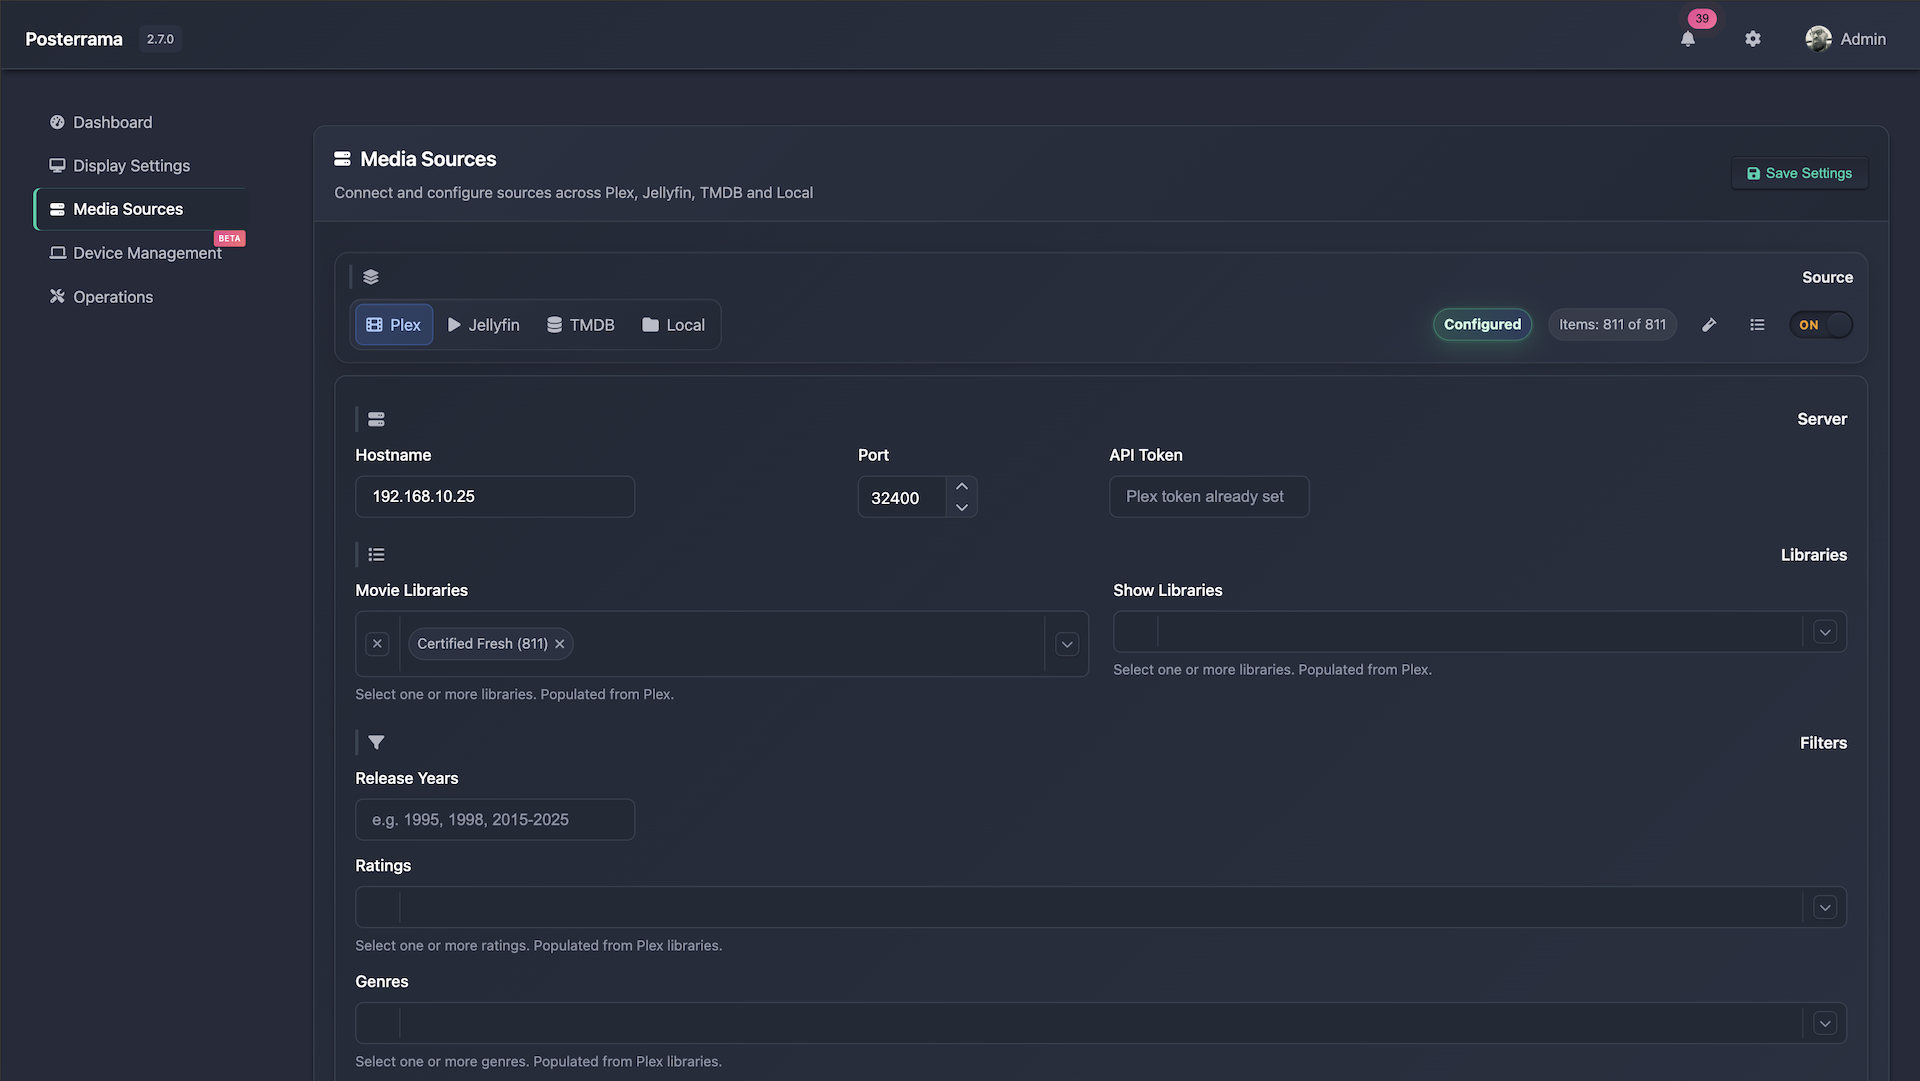 Posterrama 2.7.0
39
Admin
Dashboard
Display Settings
Media Sources
BETA
Device Management
Operations
Media Sources
Connect and configure sources across Plex, Jellyfin, TMDB and Local
Save Settings
Source
Plex Jellyfin TMDB Local
Configured Items: 811 of 811 ON
Server
Hostname Port API Token
192.168.10.25 32400 Plex token already set
Libraries
Movie Libraries Show Libraries
Certified Fresh (811)
Select one or more libraries. Populated from Plex.
Select one or more libraries. Populated from Plex.
Filters
Release Years
e.g. 1995, 1998, 2015-2025
Ratings
Select one or more ratings. Populated from Plex libraries.
Genres
Select one or more genres. Populated from Plex libraries.